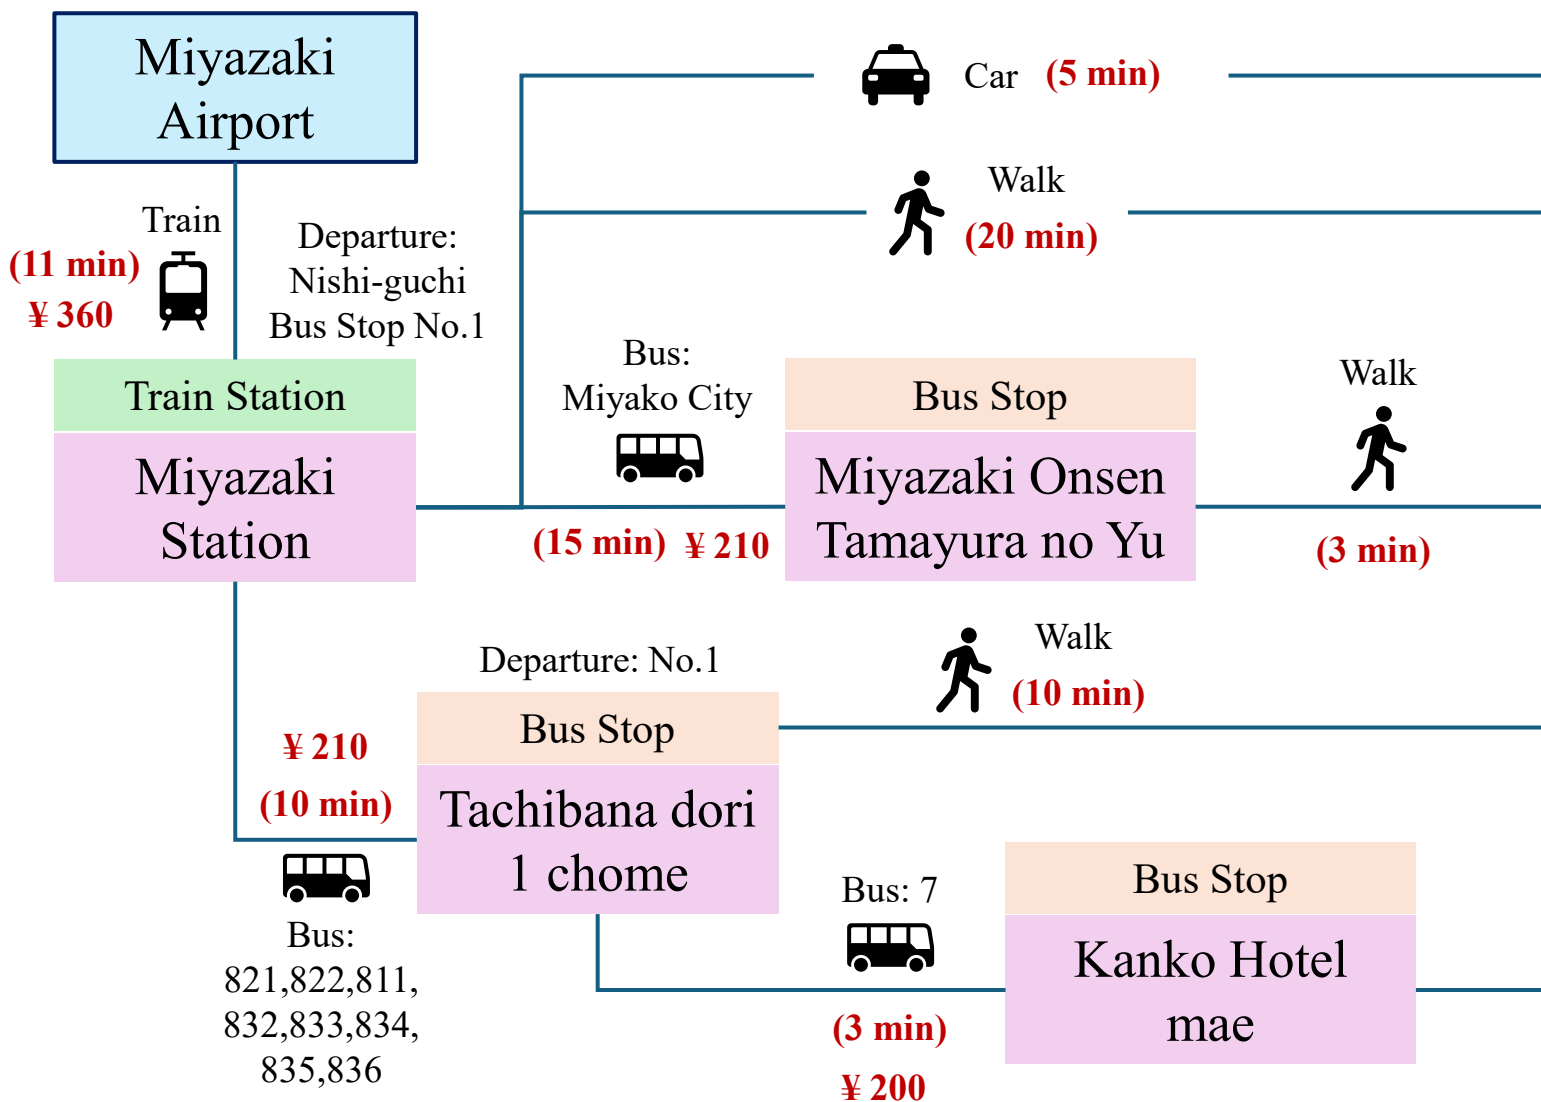 Miyazaki
Airport
Car (5 min)
Walk
(20 min)
Train
(11 min)
¥ 360
Departure:
Nishi-guchi
Bus Stop No.1
Train Station
Miyazaki
Station
Bus:
Miyako City
(15 min) ¥ 210
Bus Stop
Miyazaki Onsen
Tamayura no Yu
Walk
(3 min)
Departure: No.1
Bus Stop
Tachibana dori
1 chome
Walk
(10 min)
¥ 210
(10 min)
Bus:
821,822,811,
832,833,834,
835,836
Bus: 7
(3 min)
¥ 200
Bus Stop
Kanko Hotel
mae